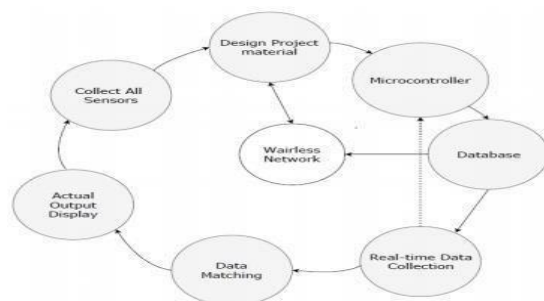 Design Project
material
Microcontroller
Collect All
Sensors
Wairless
Network
Database
Actual
Output
Display
Real-time Data
Collection
Data
Matching